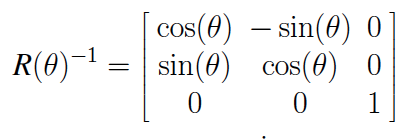 cos(θ) − sin(θ) 0
R(θ)⁻¹ = sin(θ) cos(θ) 0
0 0 1